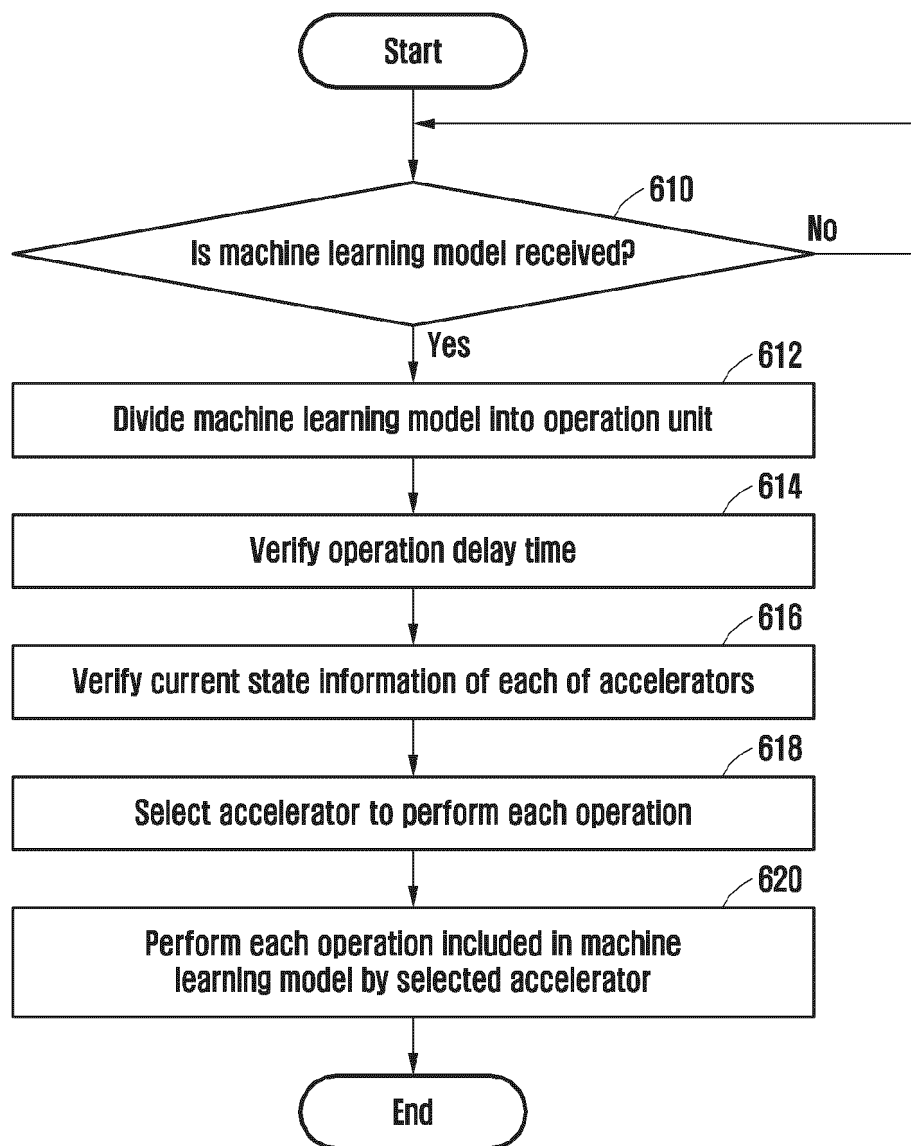 Start
610
Is machine learning model received?
No
Yes
612
Divide machine learning model into operation unit
614
Verify operation delay time
616
Verify current state information of each of accelerators
618
Select accelerator to perform each operation
620
Perform each operation included in machine
learning model by selected accelerator
End